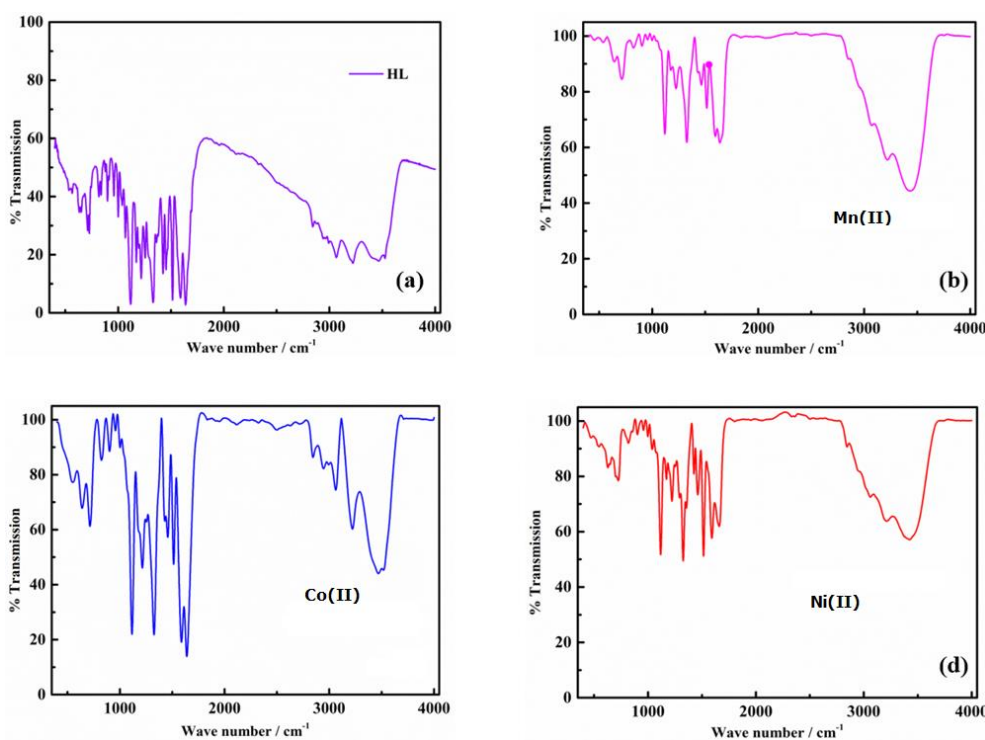 100
80
60
40
20
0
% Trasnmission
HL
(a)
1000 2000 3000 4000
Wave number / cm-1
100
80
60
40
20
0
% Transmission
Mn(II)
(b)
1000 2000 3000 4000
Wave number / cm-1
100
80
60
40
20
0
% Transmission
Co(II)
1000 2000 3000 4000
Wave number / cm-1
100
80
60
40
20
0
% Transmission
Ni(II)
(d)
1000 2000 3000 4000
Wave number / cm-1